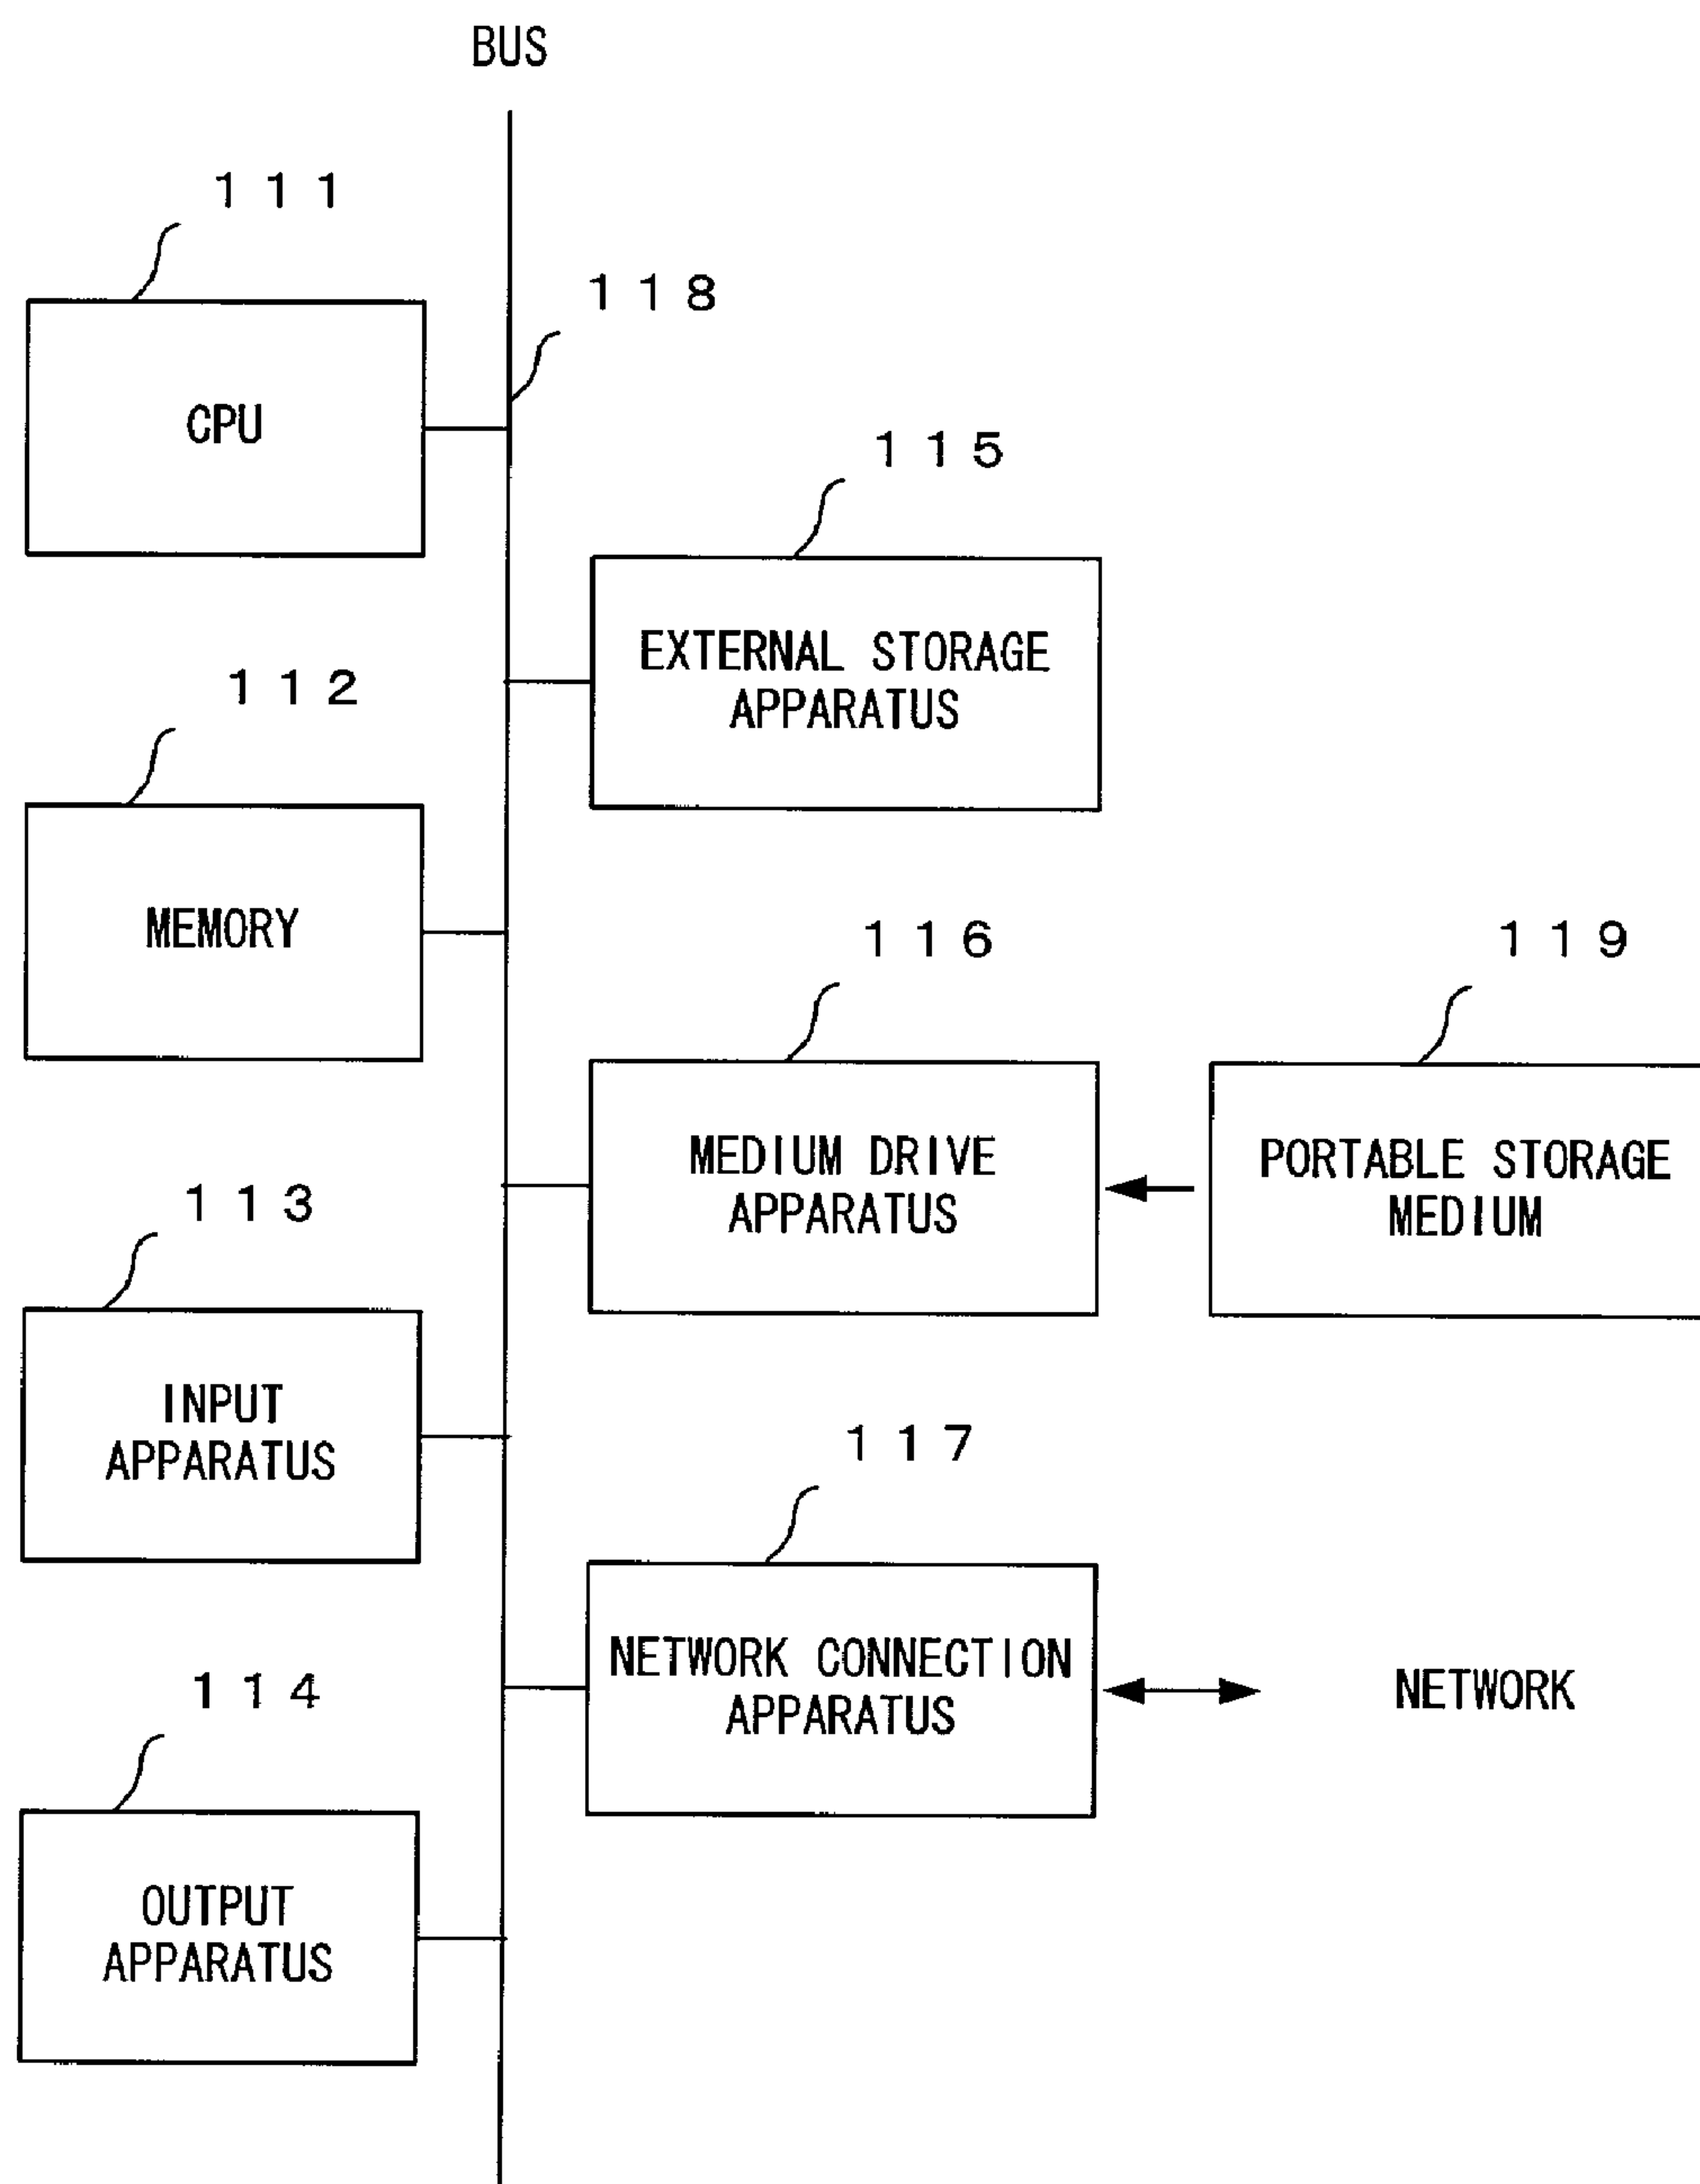 BUS
111
CPU
118
115
EXTERNAL STORAGE
APPARATUS
112
MEMORY
116
MEDIUM DRIVE
APPARATUS
119
PORTABLE STORAGE
MEDIUM
113
INPUT
APPARATUS
117
NETWORK CONNECTION
APPARATUS
NETWORK
114
OUTPUT
APPARATUS